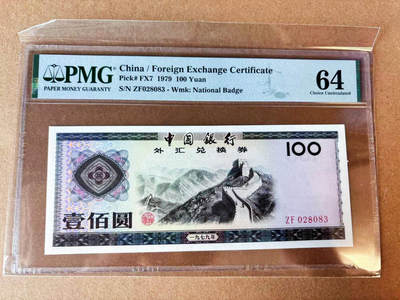 PMG
PAPER MONEY GUARANTY
China / Foreign Exchange Certificate
Pick# FX7 1979 100 Yuan
S/N ZF028083 - Wmk: National Badge
64
Choice Uncirculated
中国银行
外汇兑换券
100
壹佰圆
ZF 028083
一九七九年